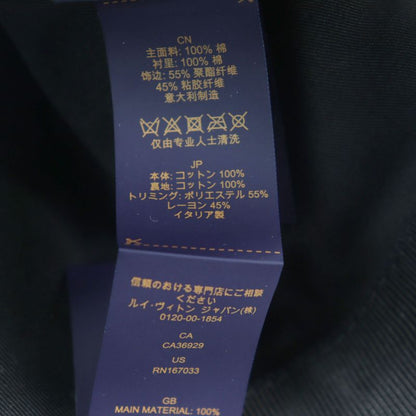 CN
主面料: 100% 棉
衬里: 100% 棉
饰边: 55% 聚酯纤维
45% 粘胶纤维
意大利制造
仅由专业人士清洗
JP
本体: コットン 100%
裏地: コットン 100%
トリミング: ポリエステル 55%
レーヨン 45%
イタリア製
信頼のおける専門店にご相談
ください
ルイ・ヴィトン ジャパン(株)
0120-00-1854
CA
CA36929
US
RN167033
GB
MAIN MATERIAL: 100%